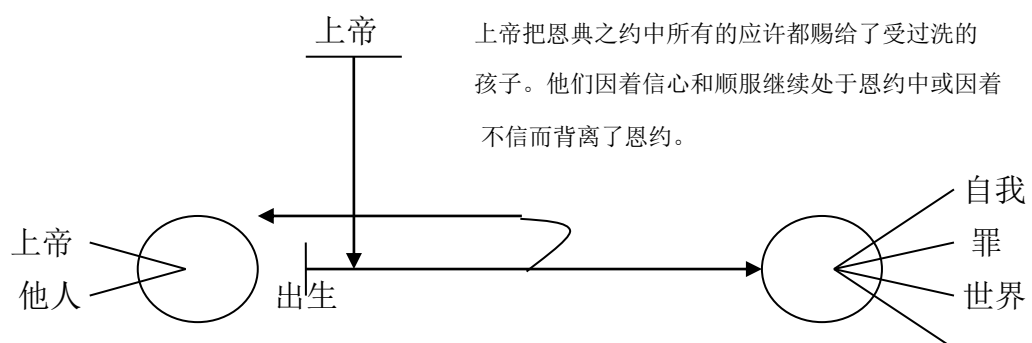 上帝
上帝把恩典之约中所有的应许都赐给了受过洗的
孩子。他们因着信心和顺服继续处于恩约中或因着
不信而背离了恩约。
自我
上帝
罪
他人
出生
世界